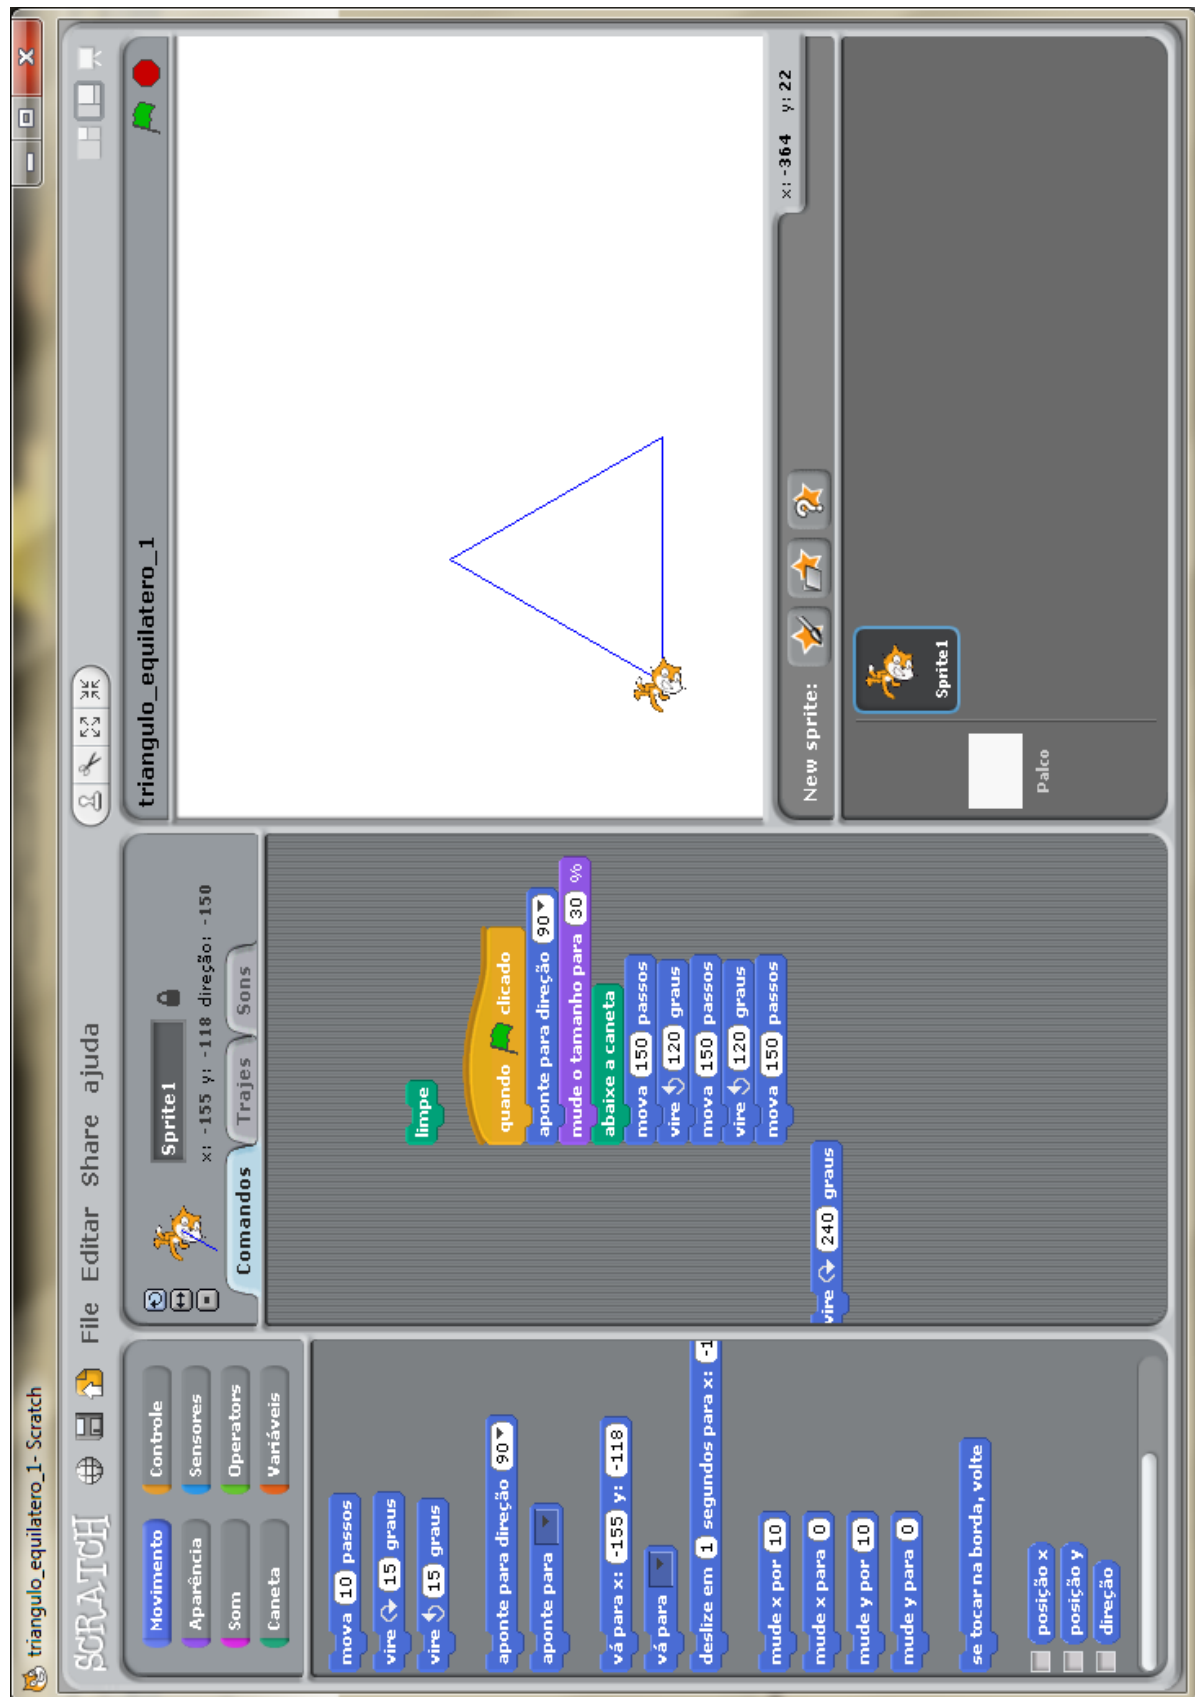 triangulo_equilatero_1- Scratch
SCRATCH
File Editar Share ajuda
Movimento
Controle
Aparência
Sensores
Som
Operators
Caneta
Variáveis
mova 10 passos
vire 15 graus
vire 15 graus
aponte para direção 90
aponte para
vá para x: -155 y: -118
vá para
deslize em 1 segundos para x: -1
mude x por 10
mude x para 0
mude y por 10
mude y para 0
se tocar na borda, volte
posição x
posição y
direção
Sprite1
x: -155 y: -118 direção: -150
Comandos
Trajes
Sons
limpe
quando clicado
aponte para direção 90
mude o tamanho para 30 %
abaixe a caneta
mova 150 passos
vire 120 graus
mova 150 passos
vire 120 graus
mova 150 passos
vire 240 graus
triangulo_equilatero_1
x: -364 y: 22
New sprite:
Sprite1
Palco